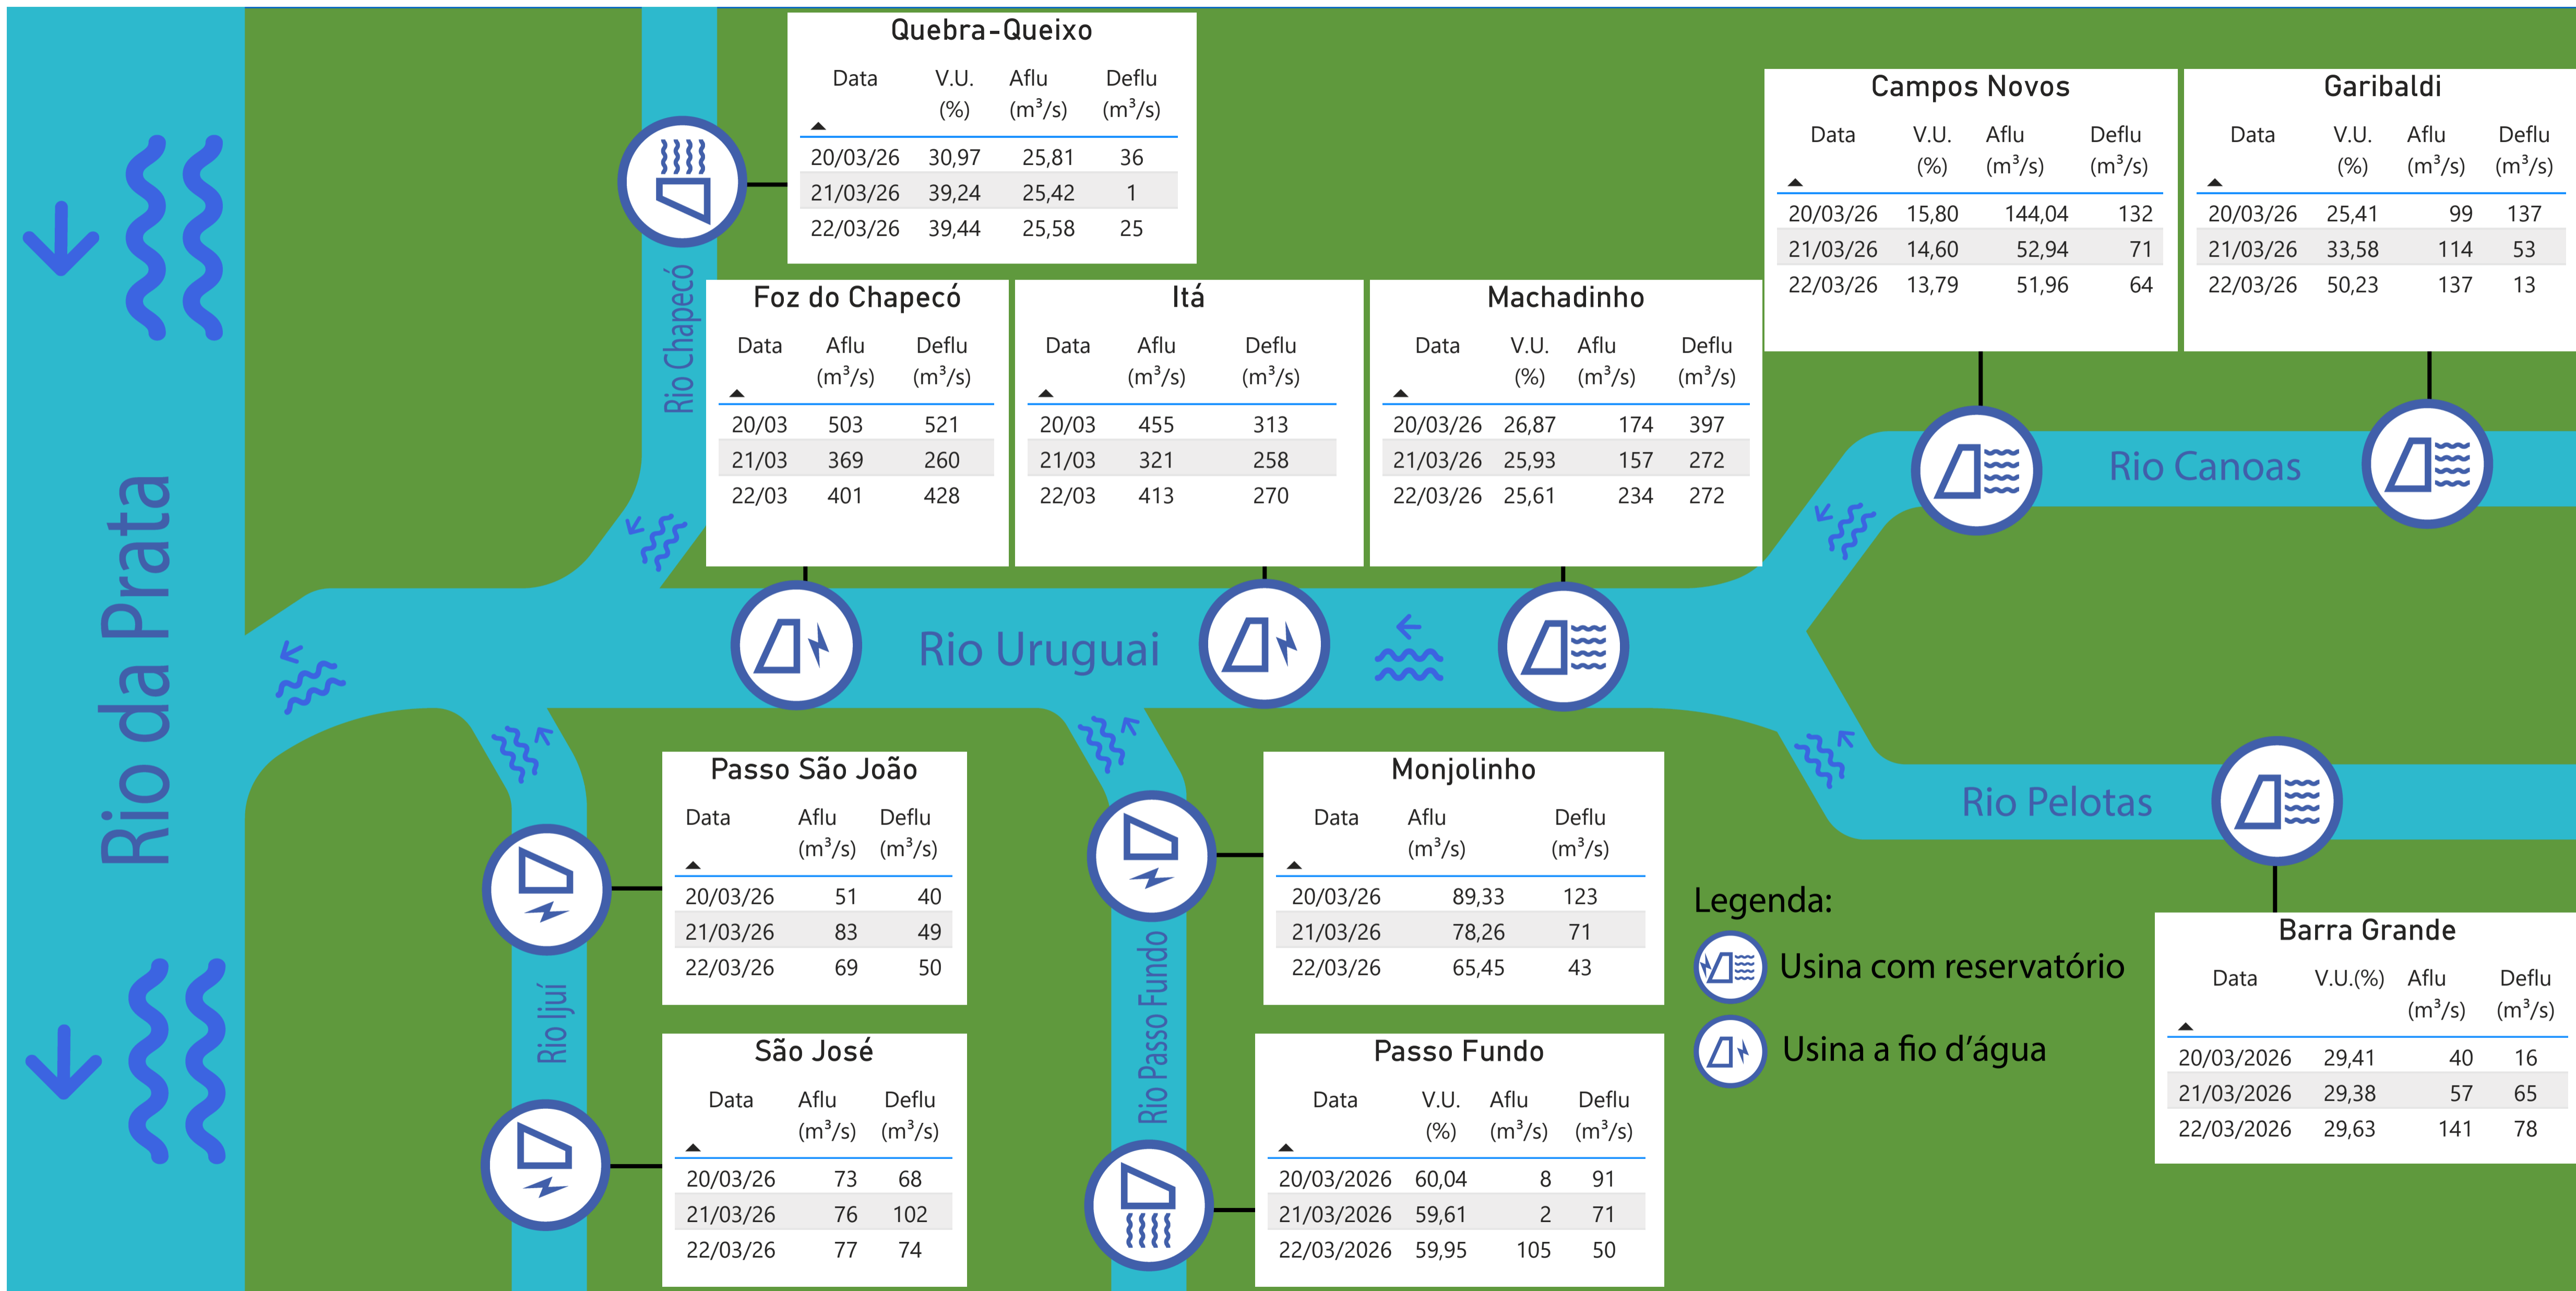 Rio da Prata
Quebra-Queixo
Data V.U. (%) Aflu (m³/s) Deflu (m³/s)
20/03/26 30,97 25,81 36
21/03/26 39,24 25,42 1
22/03/26 39,44 25,58 25
Rio Chapecó
Foz do Chapecó
Data Aflu (m³/s) Deflu (m³/s)
20/03 503 521
21/03 369 260
22/03 401 428
Itá
Data Aflu (m³/s) Deflu (m³/s)
20/03 455 313
21/03 321 258
22/03 413 270
Machadinho
Data V.U. (%) Aflu (m³/s) Deflu (m³/s)
20/03/26 26,87 174 397
21/03/26 25,93 157 272
22/03/26 25,61 234 272
Campos Novos
Data V.U. (%) Aflu (m³/s) Deflu (m³/s)
20/03/26 15,80 144,04 132
21/03/26 14,60 52,94 71
22/03/26 13,79 51,96 64
Garibaldi
Data V.U. (%) Aflu (m³/s) Deflu (m³/s)
20/03/26 25,41 99 137
21/03/26 33,58 114 53
22/03/26 50,23 137 13
Rio Canoas
Rio Uruguai
Rio Pelotas
Passo São João
Data Aflu (m³/s) Deflu (m³/s)
20/03/26 51 40
21/03/26 83 49
22/03/26 69 50
Rio Ijuí
São José
Data Aflu (m³/s) Deflu (m³/s)
20/03/26 73 68
21/03/26 76 102
22/03/26 77 74
Monjolinho
Data Aflu (m³/s) Deflu (m³/s)
20/03/26 89,33 123
21/03/26 78,26 71
22/03/26 65,45 43
Rio Passo Fundo
Passo Fundo
Data V.U. (%) Aflu (m³/s) Deflu (m³/s)
20/03/2026 60,04 8 91
21/03/2026 59,61 2 71
22/03/2026 59,95 105 50
Legenda:
Usina com reservatório
Usina a fio d'água
Barra Grande
Data V.U.(%) Aflu (m³/s) Deflu (m³/s)
20/03/2026 29,41 40 16
21/03/2026 29,38 57 65
22/03/2026 29,63 141 78